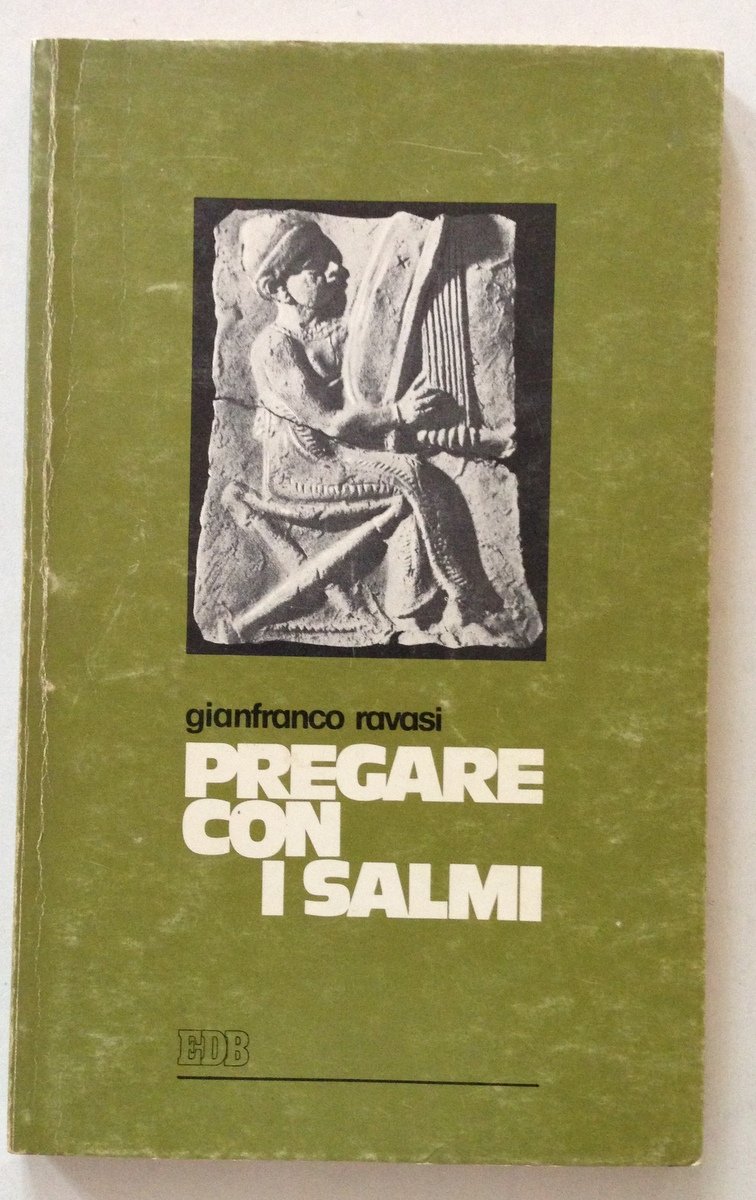 gianfranco ravasi
PREGARE
CON
I SALMI
EDB